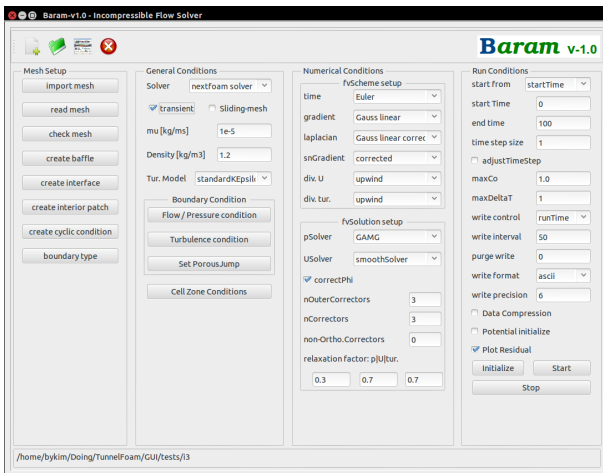 Baram-v1.0 - Incompressible Flow Solver
Baram v-1.0
Mesh Setup
import mesh
read mesh
check mesh
create baffle
create interface
create interior patch
create cyclic condition
boundary type
General Conditions
Solver nextfoam solver
transient Sliding-mesh
mu [kg/ms] 1e-5
Density [kg/m3] 1.2
Tur. Model standardKEpsil
Boundary Condition
Flow / Pressure condition
Turbulence condition
Set PorousJump
Cell Zone Conditions
Numerical Conditions
fvScheme setup
time Euler
gradient Gauss linear
laplacian Gauss linear correc
snGradient corrected
div. U upwind
div. tur. upwind
fvSolution setup
pSolver GAMG
USolver smoothSolver
correctPhi
nOuterCorrectors 3
nCorrectors 3
non-Ortho.Correctors 0
relaxation factor: p|U|tur.
0.3 0.7 0.7
Run Conditions
start from startTime
start Time 0
end time 100
time step size 1
adjustTimeStep
maxCo 1.0
maxDeltaT 1
write control runTime
write interval 50
purge write 0
write format ascii
write precision 6
Data Compression
Potential initialize
Plot Residual
Initialize Start
Stop
/home/bykim/Doing/TunnelFoam/GUI/tests/i3